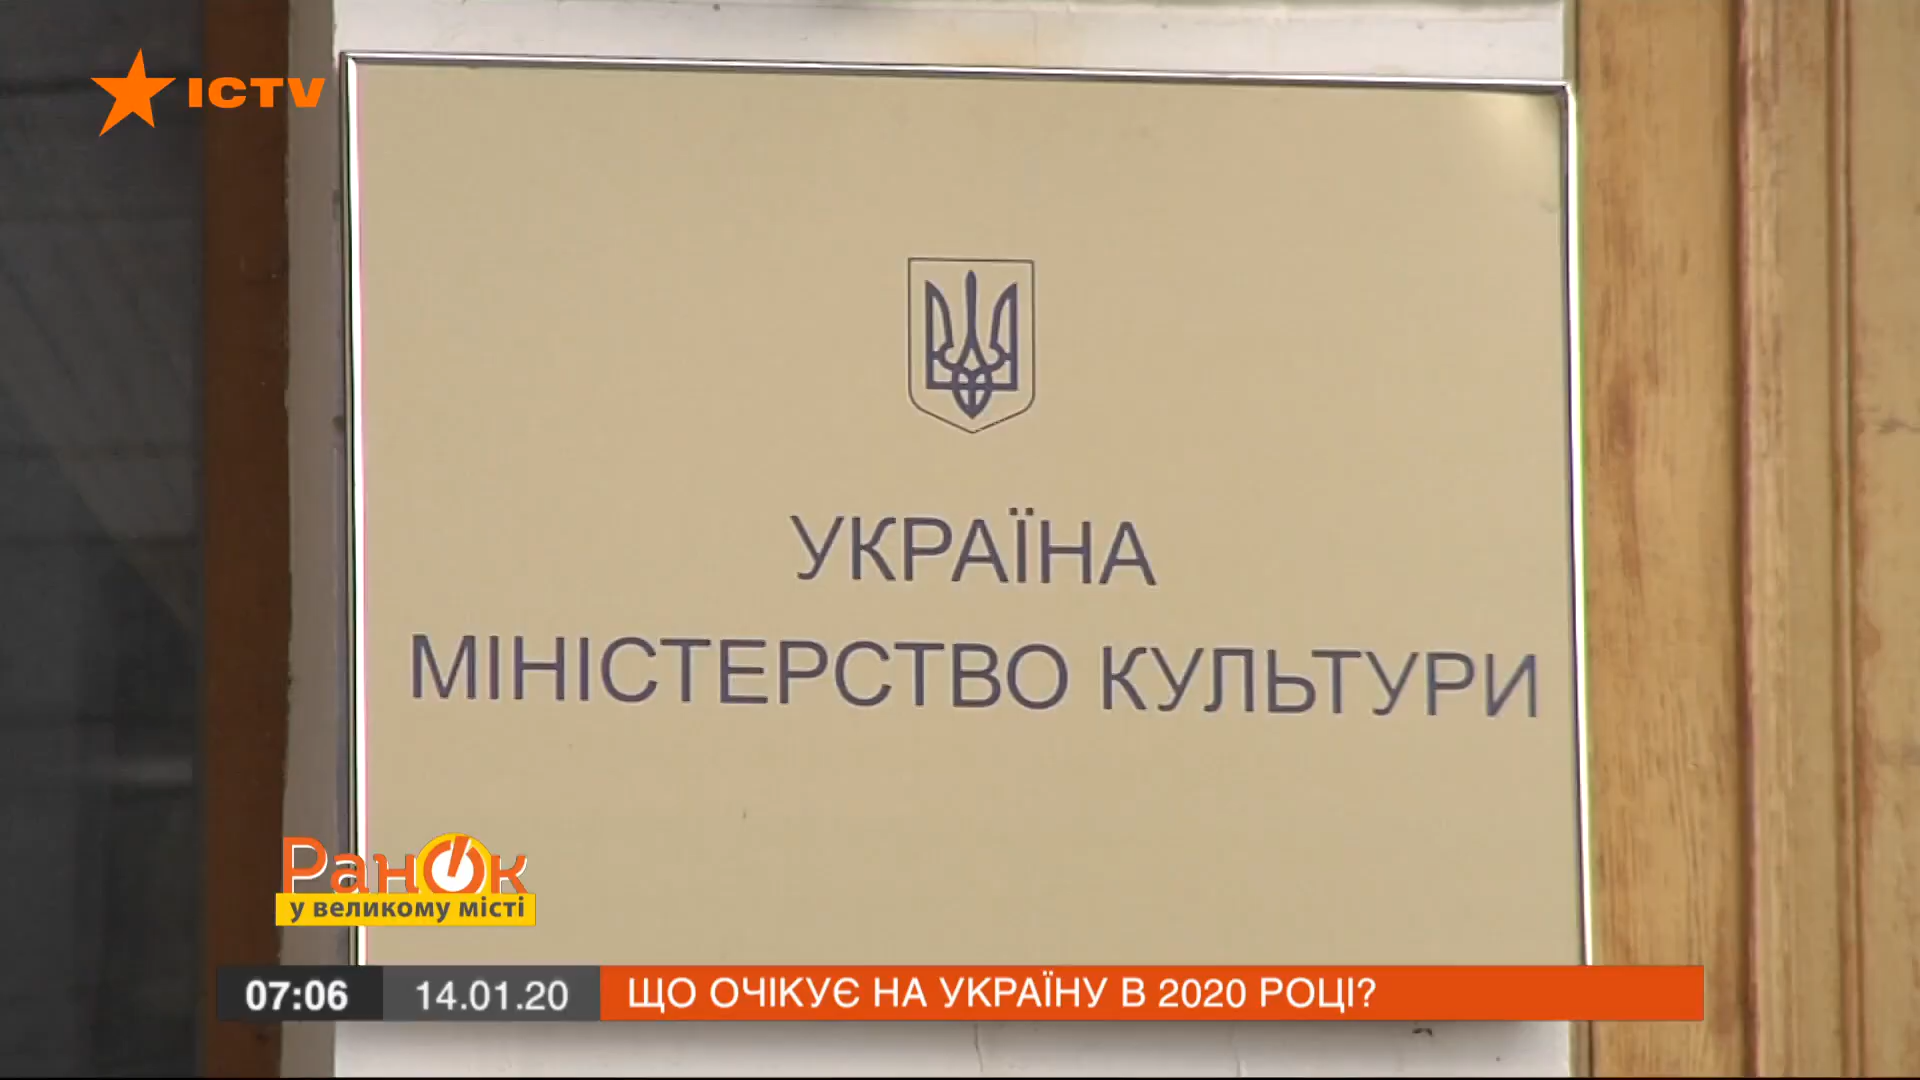 ICTV
УКРАЇНА
МІНІСТЕРСТВО КУЛЬТУРИ
Ранок
у великому місті
07:06 14.01.20 ЩО ОЧІКУЄ НА УКРАЇНУ В 2020 РОЦІ?